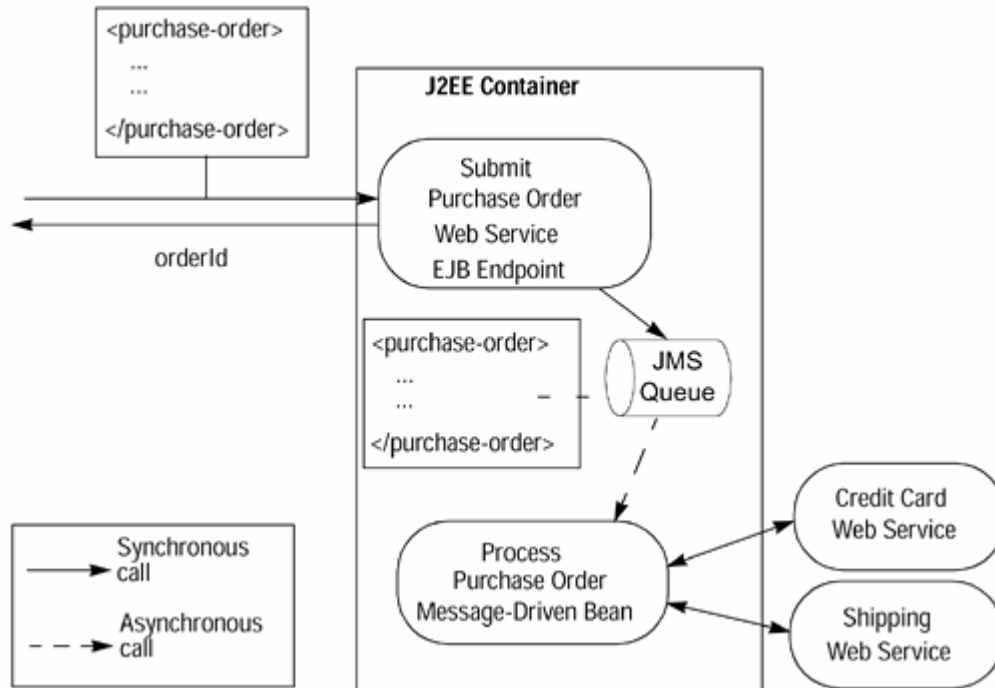 <purchase-order>
...
...
</purchase-order>
J2EE Container
Submit
Purchase Order
Web Service
EJB Endpoint
orderId
<purchase-order>
...
...
</purchase-order>
JMS
Queue
Credit Card
Web Service
Process
Purchase Order
Message-Driven Bean
Shipping
Web Service
Synchronous
call
Asynchronous
call